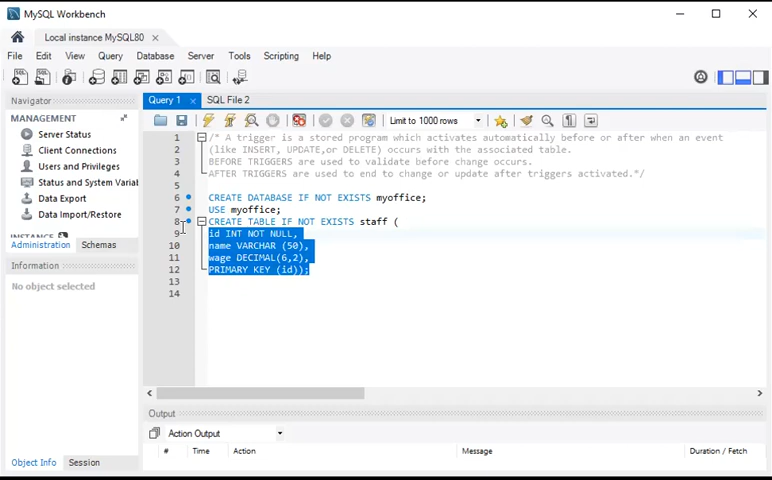 MySQL Workbench
Local instance MySQL80
File Edit View Query Database Server Tools Scripting Help
Navigator
MANAGEMENT
Server Status
Client Connections
Users and Privileges
Status and System Variab
Data Export
Data Import/Restore
INSTANCE
Administration Schemas
Information
No object selected
Object Info Session
Query 1 SQL File 2
Limit to 1000 rows
1 /* A trigger is a stored program which activates automatically before or after when an event
2 (like INSERT, UPDATE,or DELETE) occurs with the associated table.
3 BEFORE TRIGGERS are used to validate before change occurs.
4 AFTER TRIGGERS are used to end to change or update after triggers activated.*/
5
6 CREATE DATABASE IF NOT EXISTS myoffice;
7 USE myoffice;
8 CREATE TABLE IF NOT EXISTS staff (
9 id INT NOT NULL,
10 name VARCHAR (50),
11 wage DECIMAL(6,2),
12 PRIMARY KEY (id));
13
14
Output
Action Output
# Time Action Message Duration / Fetch